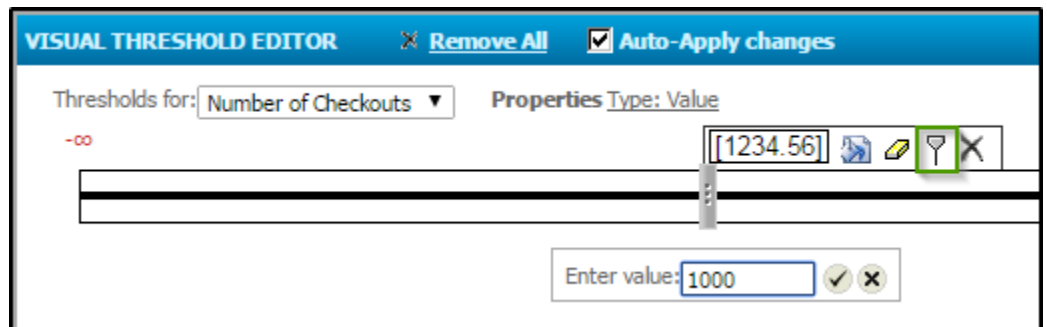 VISUAL THRESHOLD EDITOR Remove All Auto-Apply changes
Thresholds for: Number of Checkouts Properties Type: Value
-∞
[[1234.56]]
Enter value: 1000